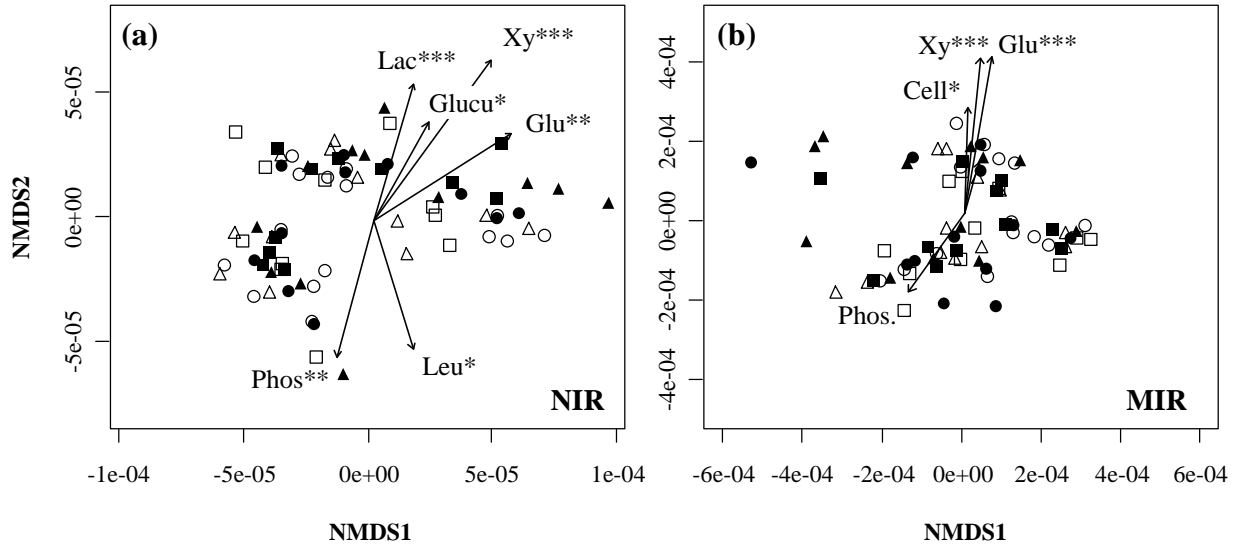 (a)
Xy***
Lac***
Glucu*
Glu**
Phos**
Leu*
NIR
5e-05
0e+00
-5e-05
NMDS2
-1e-04
-5e-05
0e+00
5e-05
1e-04
NMDS1
(b)
Xy***
Glu***
Cell*
Phos.
MIR
4e-04
2e-04
0e+00
-2e-04
-4e-04
-6e-04
-4e-04
-2e-04
0e+00
2e-04
4e-04
6e-04
NMDS1